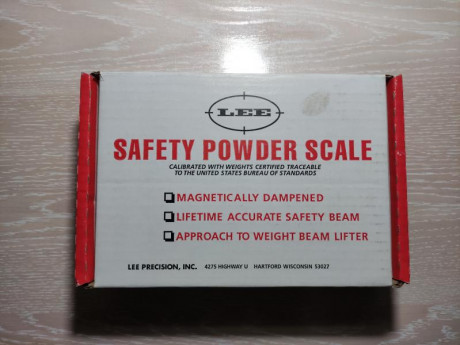 LEE
SAFETY POWDER SCALE
CALIBRATED WITH WEIGHTS CERTIFIED TRACEABLE
TO THE UNITED STATES BUREAU OF STANDARDS
MAGNETICALLY DAMPENED
LIFETIME ACCURATE SAFETY BEAM
APPROACH TO WEIGHT BEAM LIFTER
LEE PRECISION, INC. 4275 HIGHWAY U HARTFORD WISCONSIN 53027